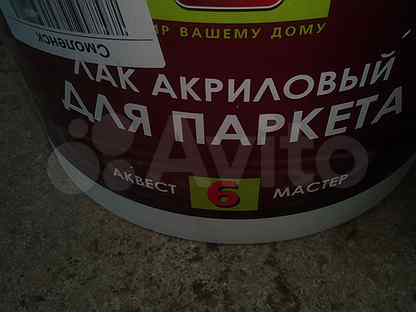 Смоленск
Р ВАШЕМУ ДОМУ
ЛАК АКРИЛОВЫЙ
ДЛЯ ПАРКЕТА
АКВЕСТ 6 МАСТЕР
Avito